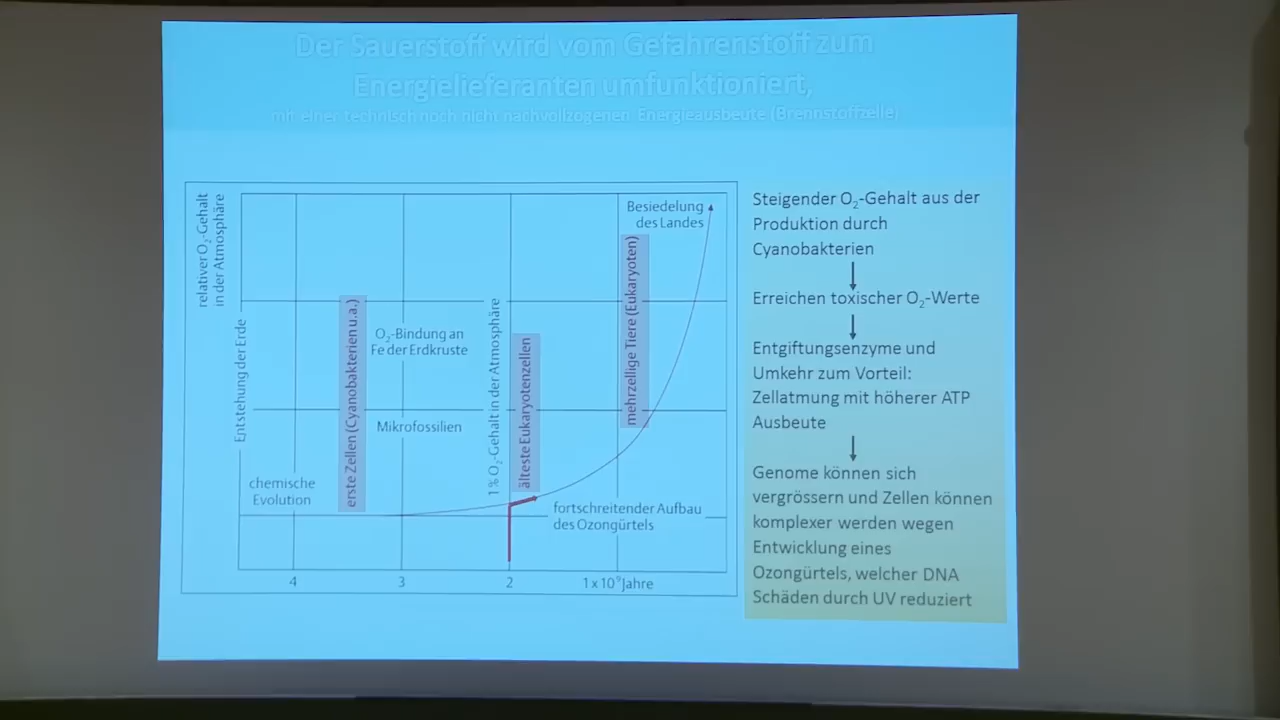 Der Sauerstoff wird vom Gefahrenstoff zum
Energielieferanten umfunktioniert,
mit einer technisch noch nicht nachvollzogenen Energieausbeute (Brennstoffzelle)
relativer O₂-Gehalt
in der Atmosphäre
Entstehung der Erde
chemische
Evolution
erste Zellen (Cyanobakterien u.a.)
O₂-Bindung an
Fe der Erdkruste
Mikrofossilien
1% O₂-Gehalt in der Atmosphäre
älteste Eukaryotenzellen
mehrzellige Tiere (Eukaryoten)
Besiedelung
des Landes
fortschreitender Aufbau
des Ozongürtels
4 3 2 1 x 10⁹ Jahre
Steigender O₂-Gehalt aus der
Produktion durch
Cyanobakterien
Erreichen toxischer O₂-Werte
Entgiftungsenzyme und
Umkehr zum Vorteil:
Zellatmung mit höherer ATP
Ausbeute
Genome können sich
vergrössern und Zellen können
komplexer werden wegen
Entwicklung eines
Ozongürtels, welcher DNA
Schäden durch UV reduziert